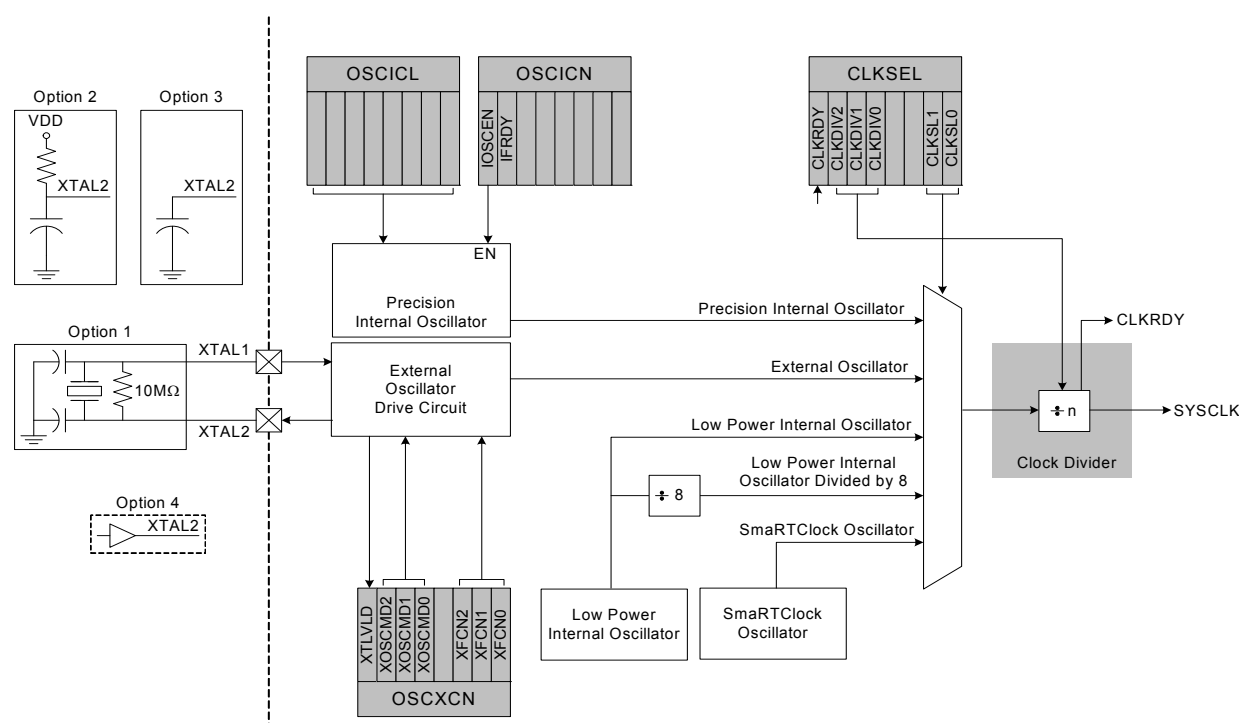 OSCICL
OSCICN
CLKSEL
IOSCEN
IFRDY
CLKRDY
CLKDIV2
CLKDIV1
CLKDIV0
CLKSL1
CLKSL0
Option 2
VDD
XTAL2
Option 3
XTAL2
EN
Precision
Internal Oscillator
Precision Internal Oscillator
CLKRDY
Option 1
XTAL1
10MΩ
XTAL2
External
Oscillator
Drive Circuit
External Oscillator
÷ n
SYSCLK
Clock Divider
Low Power Internal Oscillator
Low Power Internal
Oscillator Divided by 8
÷ 8
SmaRTClock Oscillator
Option 4
XTAL2
Low Power
Internal Oscillator
SmaRTClock
Oscillator
XTLVLD
XOSCMD2
XOSCMD1
XOSCMD0
XFCN2
XFCN1
XFCN0
OSCXCN